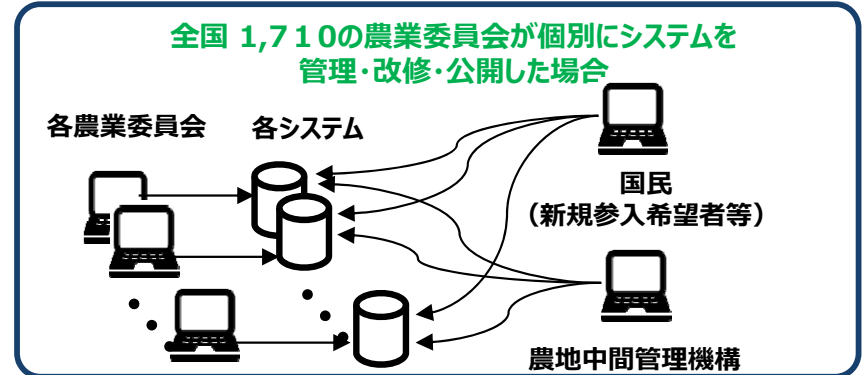 全国 1,７１０の農業委員会が個別にシステムを
管理・改修・公開した場合
各農業委員会
各システム
国民
（新規参入希望者等）
農地中間管理機構